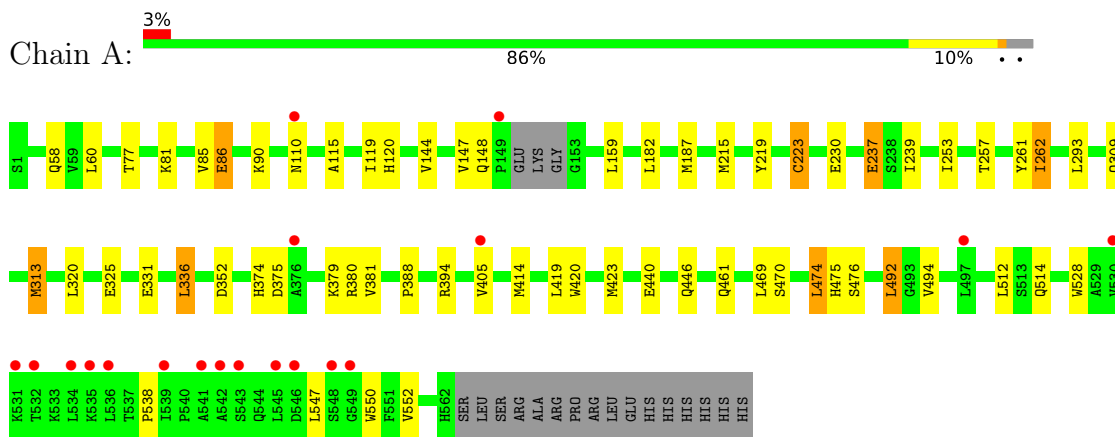 3%
Chain A:
86%
10%
S1 Q58 V59 L60 T77 K81 V85 E86 K90 N110 A115 I119 H120 V144 V147 Q148 P149 GLU LYS GLY G153 L159 L182 M187 M215 Y219 C223 E230 E237 S238 I239 I253 T257 Y261 I262 L293
M313 L320 E325 E331 L336 D352 H374 D375 A376 K379 R380 V381 P388 R394 V405 M414 L419 W420 M423 E440 Q446 Q461 L469 S470 L474 H475 S476 L492 G493 V494 L497 L512 S513 Q514 W528 A529 V530
K531 T532 K533 L534 K535 L536 T537 P538 I539 P540 A541 A542 S543 Q544 L545 D546 L547 S548 G549 W550 F551 V552 H562 SER LEU SER ARG ALA ARG PRO ARG LEU GLU HIS HIS HIS HIS HIS HIS